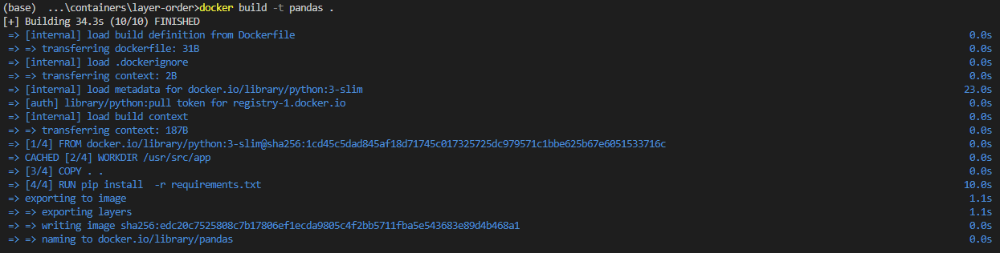 (base)  ...\containers\layer-order>docker build -t pandas .
[+] Building 34.3s (10/10) FINISHED
=> [internal] load build definition from Dockerfile 0.0s
=> => transferring dockerfile: 31B 0.0s
=> [internal] load .dockerignore 0.0s
=> => transferring context: 2B 0.0s
=> [internal] load metadata for docker.io/library/python:3-slim 23.0s
=> [auth] library/python:pull token for registry-1.docker.io 0.0s
=> [internal] load build context 0.0s
=> => transferring context: 187B 0.0s
=> [1/4] FROM docker.io/library/python:3-slim@sha256:1cd45c5dad845af18d71745c017325725dc979571c1bbe625b67e6051533716c 0.0s
=> CACHED [2/4] WORKDIR /usr/src/app 0.0s
=> [3/4] COPY . . 0.0s
=> [4/4] RUN pip install  -r requirements.txt 10.0s
=> exporting to image 1.1s
=> => exporting layers 1.1s
=> => writing image sha256:edc20c7525808c7b17806ef1ecda9805c4f2bb5711fba5e543683e89d4b468a1 0.0s
=> => naming to docker.io/library/pandas 0.0s